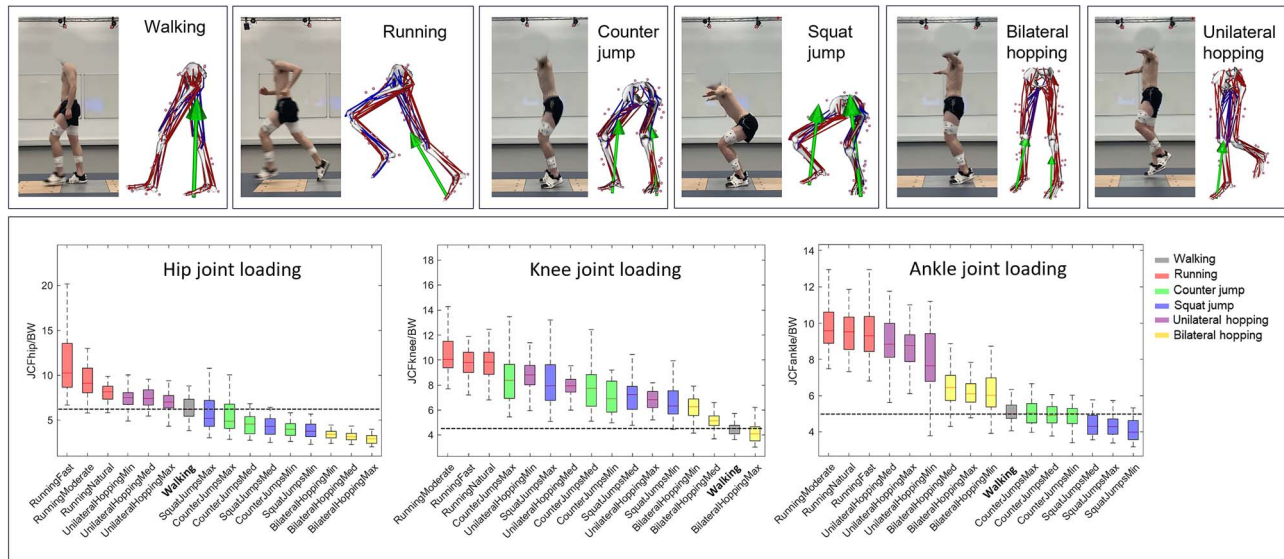 Walking
Running
Counter
jump
Squat
jump
Bilateral
hopping
Unilateral
hopping
Hip joint loading
JCFhip/BW
20
15
10
5
RunningFast
RunningModerate
RunningNatural
UnilateralHoppingMin
UnilateralHoppingMed
UnilateralHoppingMax
Walking
SquatJumpsMax
CounterJumpsMax
CounterJumpsMed
SquatJumpsMed
CounterJumpsMin
SquatJumpsMin
BilateralHoppingMin
BilateralHoppingMed
BilateralHoppingMax
Knee joint loading
JCFknee/BW
18
16
14
12
10
8
6
4
RunningModerate
RunningFast
RunningNatural
CounterJumpsMax
UnilateralHoppingMin
SquatJumpsMax
UnilateralHoppingMed
CounterJumpsMed
CounterJumpsMin
SquatJumpsMed
UnilateralHoppingMax
SquatJumpsMin
BilateralHoppingMin
BilateralHoppingMed
Walking
BilateralHoppingMax
Ankle joint loading
JCFankle/BW
14
12
10
8
6
4
RunningModerate
RunningNatural
RunningFast
UnilateralHoppingMed
UnilateralHoppingMax
UnilateralHoppingMin
BilateralHoppingMed
BilateralHoppingMax
BilateralHoppingMin
Walking
CounterJumpsMax
CounterJumpsMed
CounterJumpsMin
SquatJumpsMed
SquatJumpsMax
SquatJumpsMin
Walking
Running
Counter jump
Squat jump
Unilateral hopping
Bilateral hopping